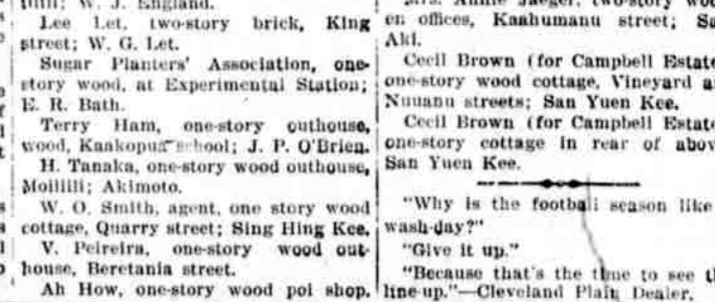 W. J. England.
Lee Let, two-story brick, King
street; W. G. Let.
Sugar Planters' Association, one-
story wood, at Experimental Station;
E. R. Bath.
Terry Ham, one-story outhouse,
wood, Kaakopua school; J. P. O'Brien.
H. Tanaka, one-story wood outhouse,
Moiliili; Akimoto.
W. O. Smith, agent, one story wood
cottage, Quarry street; Sing Hing Kee.
V. Peireira, one-story wood out-
house, Beretania street.
Ah How, one-story wood poi shop.
Mrs. Annie Jaeger, two-story
en offices, Kaahumanu street;
Aki.
Cecil Brown (for Campbell Estate
one-story wood cottage, Vineyard
Nuuanu streets; San Yuen Kee.
Cecil Brown (for Campbell Estate
one-story cottage in rear of
San Yuen Kee.
"Why is the football season like
wash-day?"
"Give it up."
"Because that's the time to see
line-up."—Cleveland Plain Dealer.